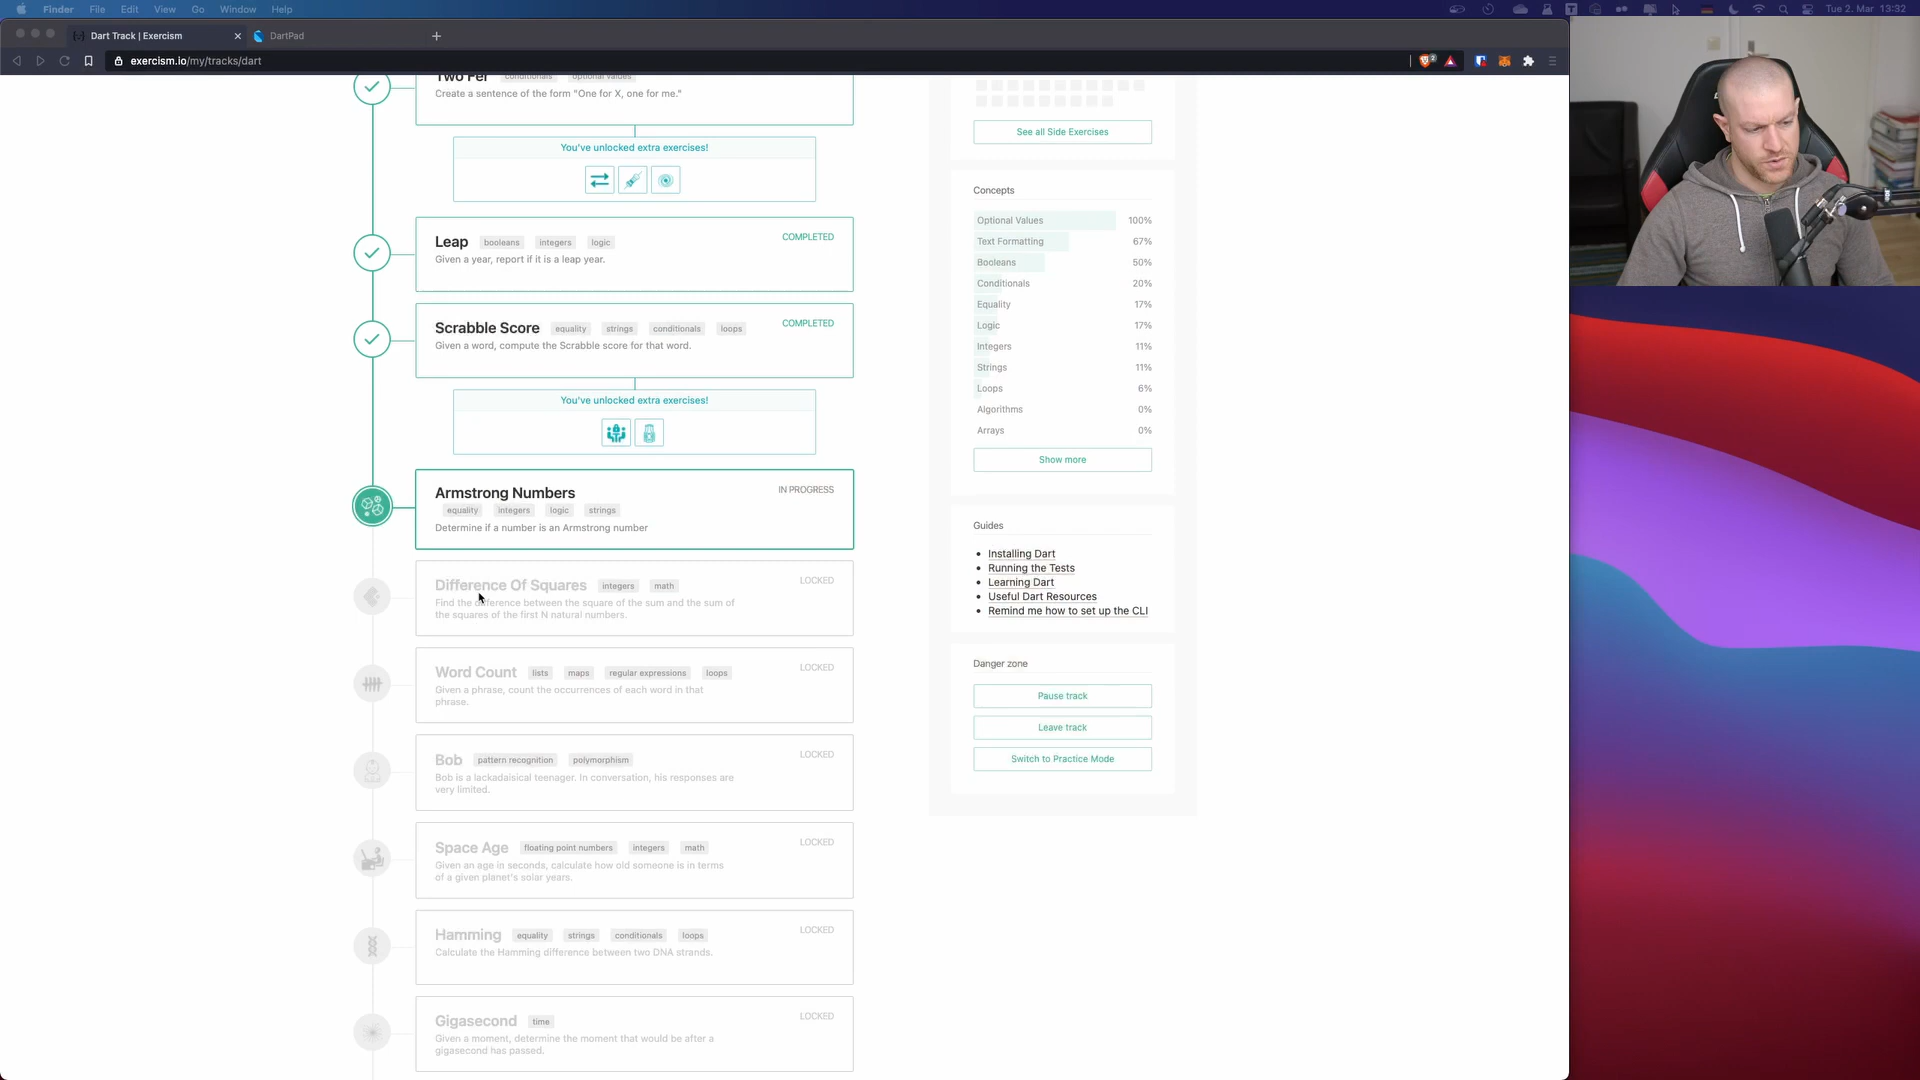 Finder File Edit View Go Window Help
Tue 2. Mar 13:32
Dart Track | Exercism
DartPad
exercism.io/my/tracks/dart
Two Fer conditionals optional values
Create a sentence of the form "One for X, one for me."
You've unlocked extra exercises!
Leap booleans integers logic
COMPLETED
Given a year, report if it is a leap year.
Scrabble Score equality strings conditionals loops
COMPLETED
Given a word, compute the Scrabble score for that word.
You've unlocked extra exercises!
Armstrong Numbers
IN PROGRESS
equality integers logic strings
Determine if a number is an Armstrong number
Difference Of Squares integers math
LOCKED
Find the difference between the square of the sum and the sum of
the squares of the first N natural numbers.
Word Count lists maps regular expressions loops
LOCKED
Given a phrase, count the occurrences of each word in that
phrase.
Bob pattern recognition polymorphism
LOCKED
Bob is a lackadaisical teenager. In conversation, his responses are
very limited.
Space Age floating point numbers integers math
LOCKED
Given an age in seconds, calculate how old someone is in terms
of a given planet's solar years.
Hamming equality strings conditionals loops
LOCKED
Calculate the Hamming difference between two DNA strands.
Gigasecond time
LOCKED
Given a moment, determine the moment that would be after a
gigasecond has passed.
See all Side Exercises
Concepts
Optional Values 100%
Text Formatting 67%
Booleans 50%
Conditionals 20%
Equality 17%
Logic 17%
Integers 11%
Strings 11%
Loops 6%
Algorithms 0%
Arrays 0%
Show more
Guides
Installing Dart
Running the Tests
Learning Dart
Useful Dart Resources
Remind me how to set up the CLI
Danger zone
Pause track
Leave track
Switch to Practice Mode